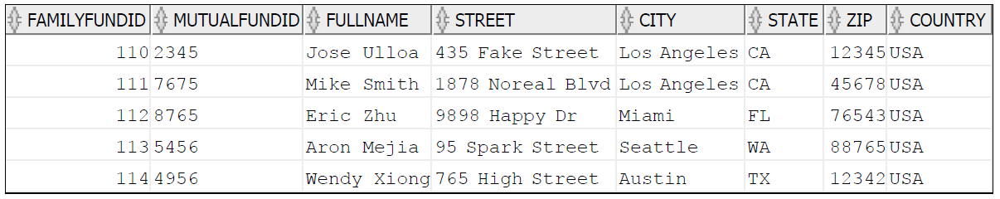 FAMILYFUNDID MUTUALFUNDID FULLNAME STREET CITY STATE ZIP COUNTRY
110 2345 Jose Ulloa 435 Fake Street Los Angeles CA 12345 USA
111 7675 Mike Smith 1878 Noreal Blvd Los Angeles CA 45678 USA
112 8765 Eric Zhu 9898 Happy Dr Miami FL 76543 USA
113 5456 Aron Mejia 95 Spark Street Seattle WA 88765 USA
114 4956 Wendy Xiong 765 High Street Austin TX 12342 USA